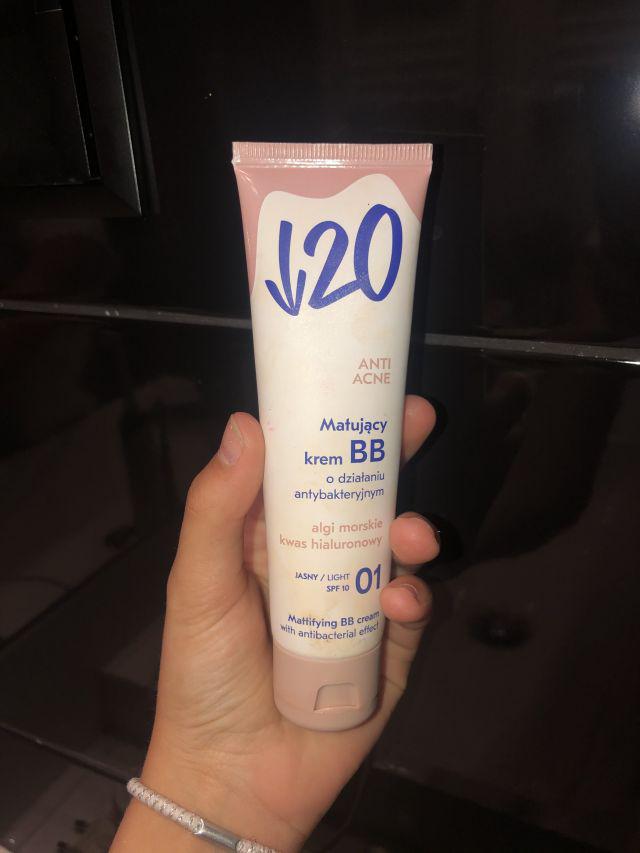 ↓20
ANTI
ACNE
Matujący
krem BB
o działaniu
antybakteryjnym
algi morskie
kwas hialuronowy
JASNY / LIGHT
SPF 10 01
Mattifying BB cream
with antibacterial effect